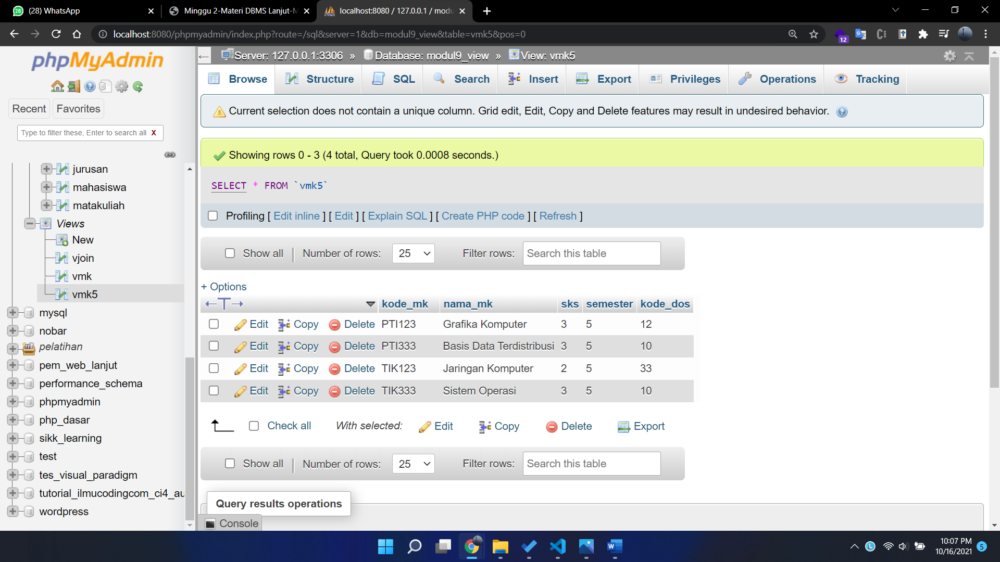 (28) WhatsApp
Minggu 2-Materi DBMS Lanjut-M
localhost:8080 / 127.0.0.1 / modu
localhost:8080/phpmyadmin/index.php?route=/sql&server=1&db=modul9_view&table=vmk5&pos=0
12
phpMyAdmin
Recent Favorites
Type to filter these, Enter to search all X
jurusan
mahasiswa
matakuliah
Views
New
vjoin
vmk
vmk5
mysql
nobar
pelatihan
pem_web_lanjut
performance_schema
phpmyadmin
php_dasar
sikk_learning
test
tes_visual_paradigm
tutorial_ilmucodingcom_ci4_au
wordpress
Server: 127.0.0.1:3306 » Database: modul9_view » View: vmk5
Browse Structure SQL Search Insert Export Privileges Operations Tracking
Current selection does not contain a unique column. Grid edit, Edit, Copy and Delete features may result in undesired behavior.
Showing rows 0 - 3 (4 total, Query took 0.0008 seconds.)
SELECT * FROM `vmk5`
Profiling [ Edit inline ] [ Edit ] [ Explain SQL ] [ Create PHP code ] [ Refresh ]
Show all | Number of rows: 25 Filter rows: Search this table
+ Options
←T→ kode_mk nama_mk sks semester kode_dos
Edit Copy Delete PTI123 Grafika Komputer 3 5 12
Edit Copy Delete PTI333 Basis Data Terdistribusi 3 5 10
Edit Copy Delete TIK123 Jaringan Komputer 2 5 33
Edit Copy Delete TIK333 Sistem Operasi 3 5 10
Check all With selected: Edit Copy Delete Export
Show all | Number of rows: 25 Filter rows: Search this table
Query results operations
Console
10:07 PM
10/16/2021
5